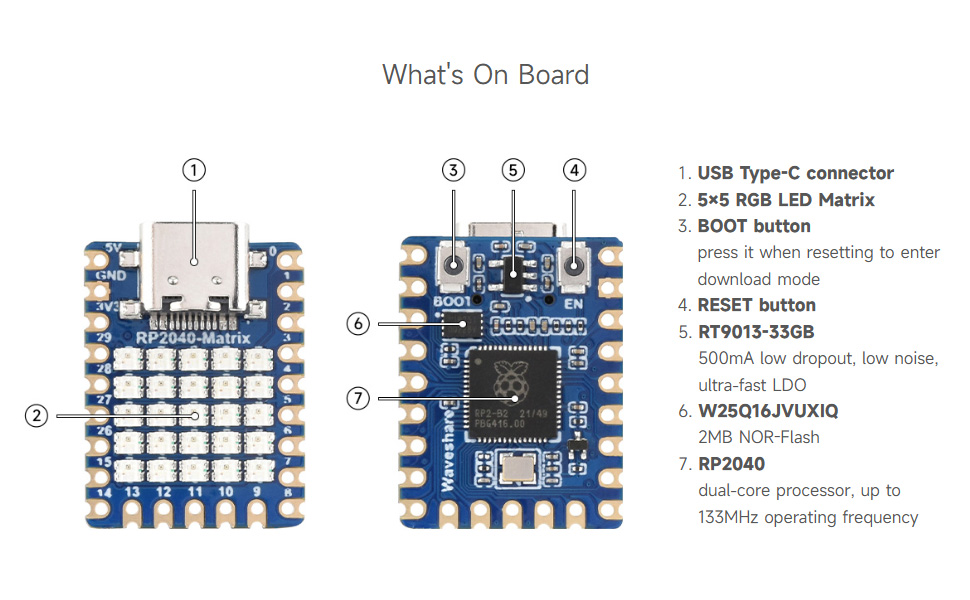 What's On Board
1
3
5
4
6
7
2
5V
GND
3V3
29
28
27
26
15
14
13
12
11
10
9
8
7
4
3
2
1
0
RP2040-Matrix
BOOT
EN
RP2-B2 21/49
P8G416.00
Waveshare
1. USB Type-C connector
2. 5×5 RGB LED Matrix
3. BOOT button
press it when resetting to enter
download mode
4. RESET button
5. RT9013-33GB
500mA low dropout, low noise,
ultra-fast LDO
6. W25Q16JVUXIQ
2MB NOR-Flash
7. RP2040
dual-core processor, up to
133MHz operating frequency